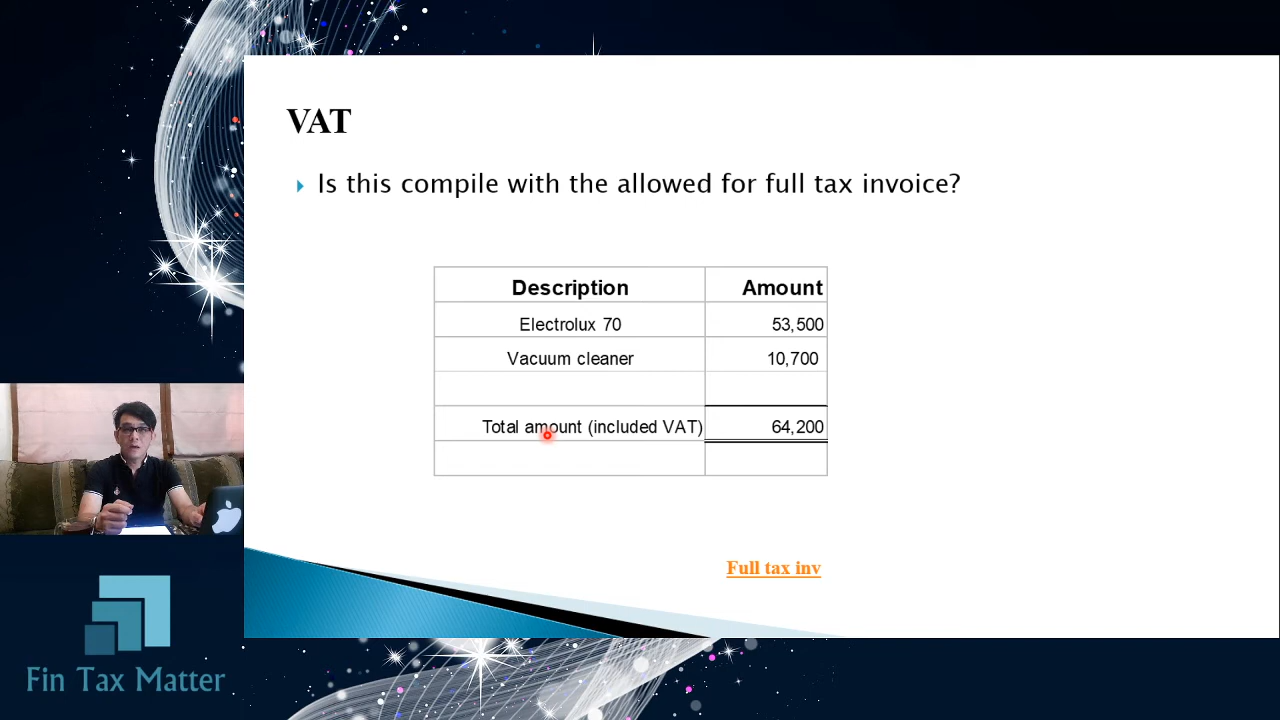 VAT
Is this compile with the allowed for full tax invoice?
Description Amount
Electrolux 70 53,500
Vacuum cleaner 10,700
Total amount (included VAT) 64,200
Full tax inv
Fin Tax Matter